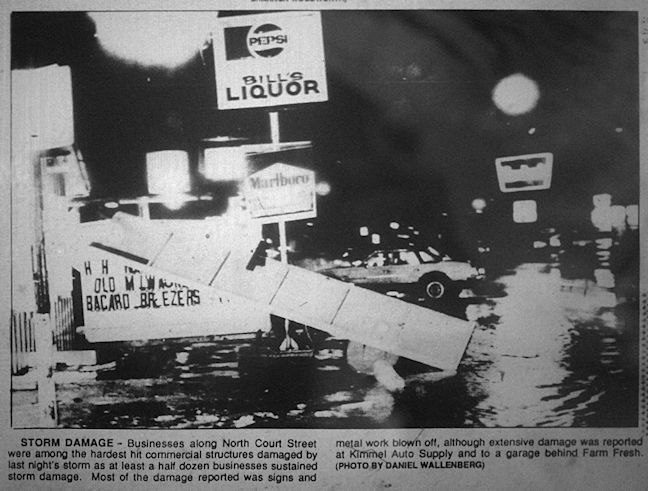 PEPSI
BILL'S
LIQUOR
Marlboro
OLD MILWAUK
BACARD BREEZERS
STORM DAMAGE - Businesses along North Court Street
were among the hardest hit commercial structures damaged by
last night's storm as at least a half dozen businesses sustained
storm damage. Most of the damage reported was signs and
metal work blown off, although extensive damage was reported
at Kimmel Auto Supply and to a garage behind Farm Fresh.
(PHOTO BY DANIEL WALLENBERG)